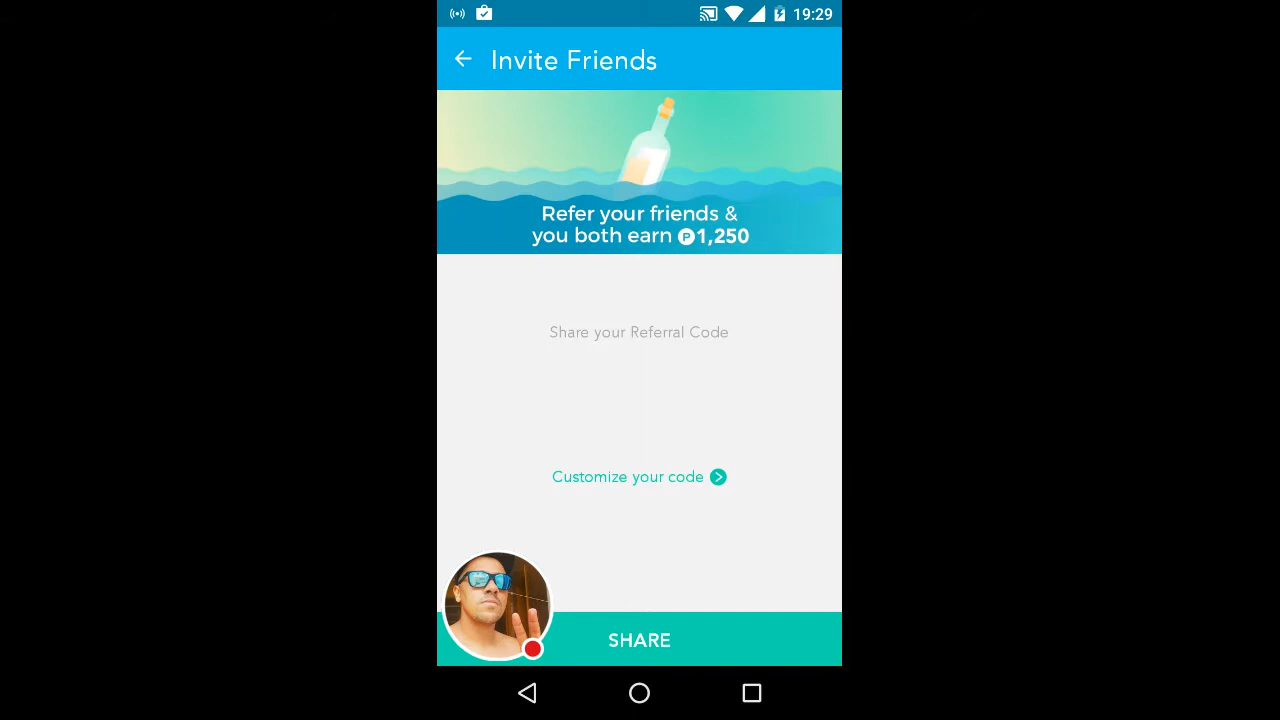 19:29
Invite Friends
Refer your friends &
you both earn P1,250
Share your Referral Code
Customize your code
SHARE